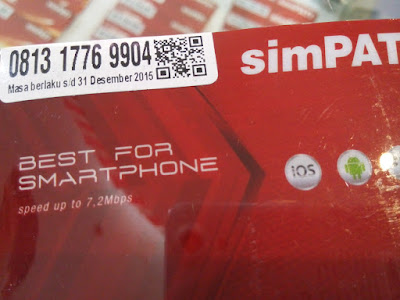 0813 1776 9904
Masa berlaku s/d 31 Desember 2015
simPAT
BEST FOR
SMARTPHONE
iOS
speed up to 7,2Mbps